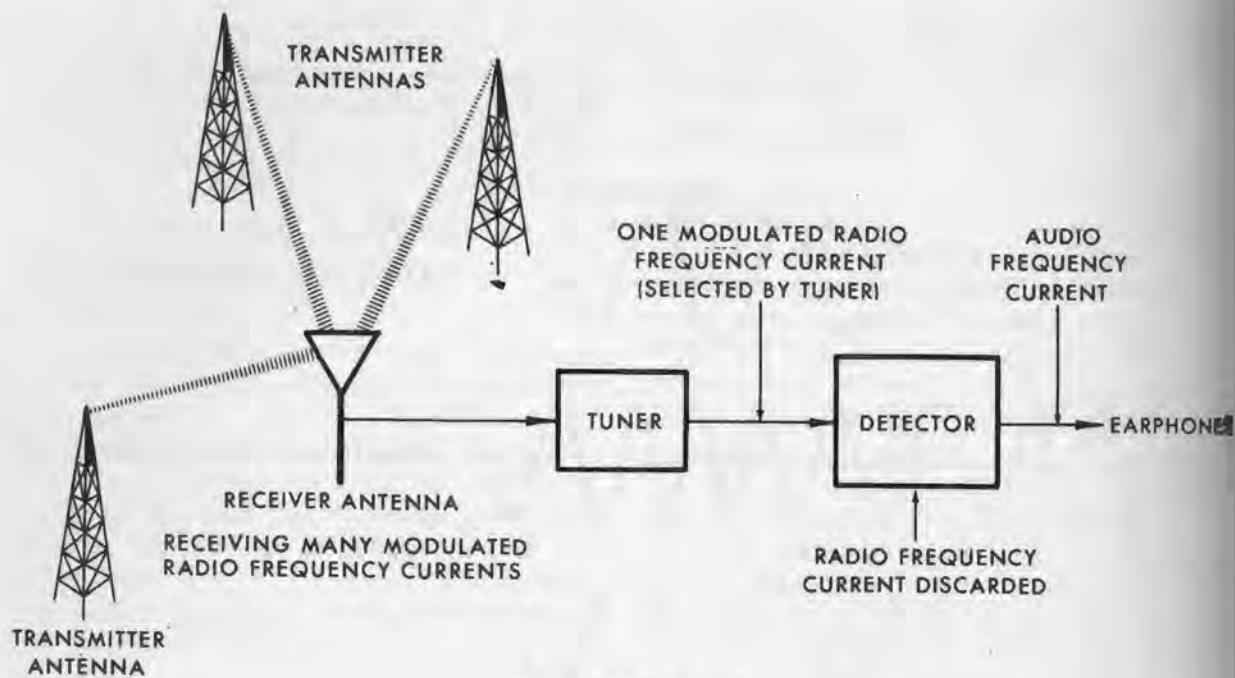 TRANSMITTER
ANTENNAS
ONE MODULATED RADIO
FREQUENCY CURRENT
(SELECTED BY TUNER)
AUDIO
FREQUENCY
CURRENT
TUNER
DETECTOR
EARPHONE
RECEIVER ANTENNA
RECEIVING MANY MODULATED
RADIO FREQUENCY CURRENTS
RADIO FREQUENCY
CURRENT DISCARDED
TRANSMITTER
ANTENNA